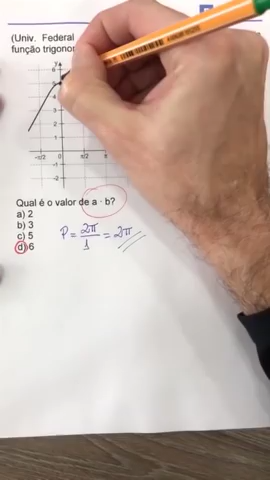 (Univ. Federal
função trigonor
y
6
5
4
3
2
1
-π/2 0 π/2 π
-1
-2
Qual é o valor de a · b?
a) 2
b) 3
c) 5
d) 6
P = 2π/1 = 2π